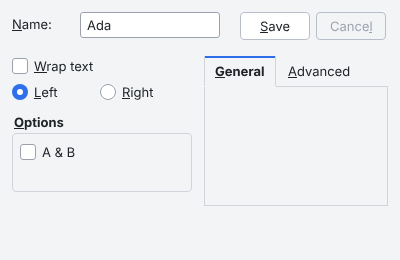 Name: Ada Save Cancel
Wrap text
General Advanced
Left Right
Options
A & B